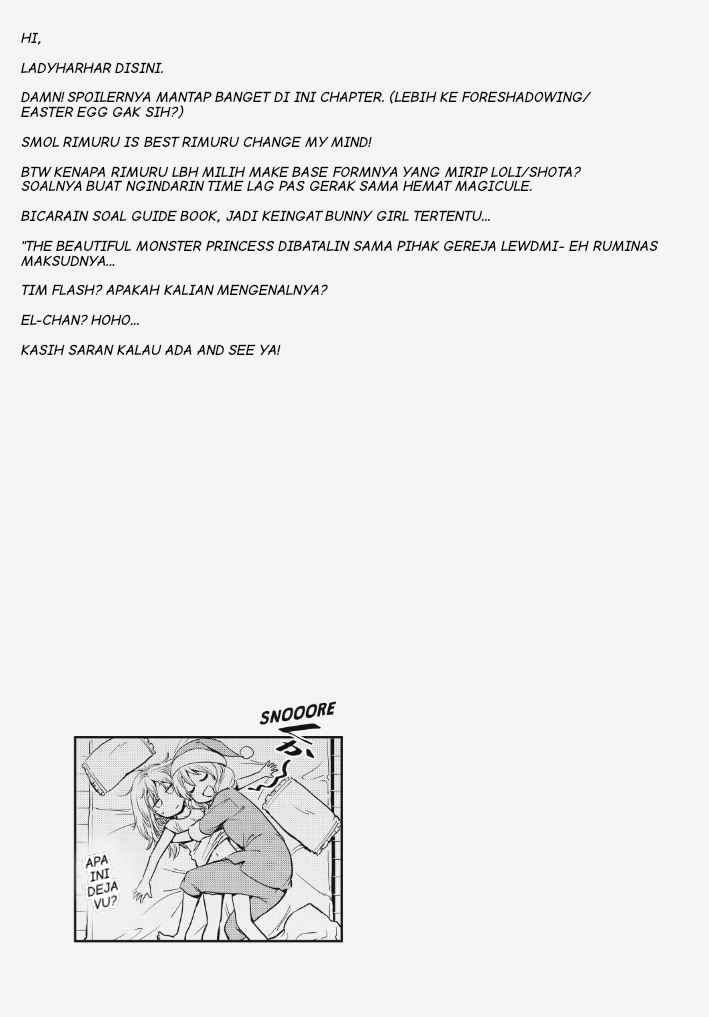 HI,
LADYHARHAR DISINI.
DAMN! SPOILERNYA MANTAP BANGET DI INI CHAPTER. (LEBIH KE FORESHADOWING/
EASTER EGG GAK SIH?)
SMOL RIMURU IS BEST RIMURU CHANGE MY MIND!
BTW KENAPA RIMURU LBH MILIH MAKE BASE FORMNYA YANG MIRIP LOLI/SHOTA?
SOALNYA BUAT NGINDARIN TIME LAG PAS GERAK SAMA HEMAT MAGICULE.
BICARAIN SOAL GUIDE BOOK, JADI KEINGAT BUNNY GIRL TERTENTU...
"THE BEAUTIFUL MONSTER PRINCESS DIBATALIN SAMA PIHAK GEREJA LEWDMI- EH RUMINAS
MAKSUDNYA...
TIM FLASH? APAKAH KALIAN MENGENALNYA?
EL-CHAN? HOHO...
KASIH SARAN KALAU ADA AND SEE YA!
SNOOORE
APA
INI
DEJA
VU?